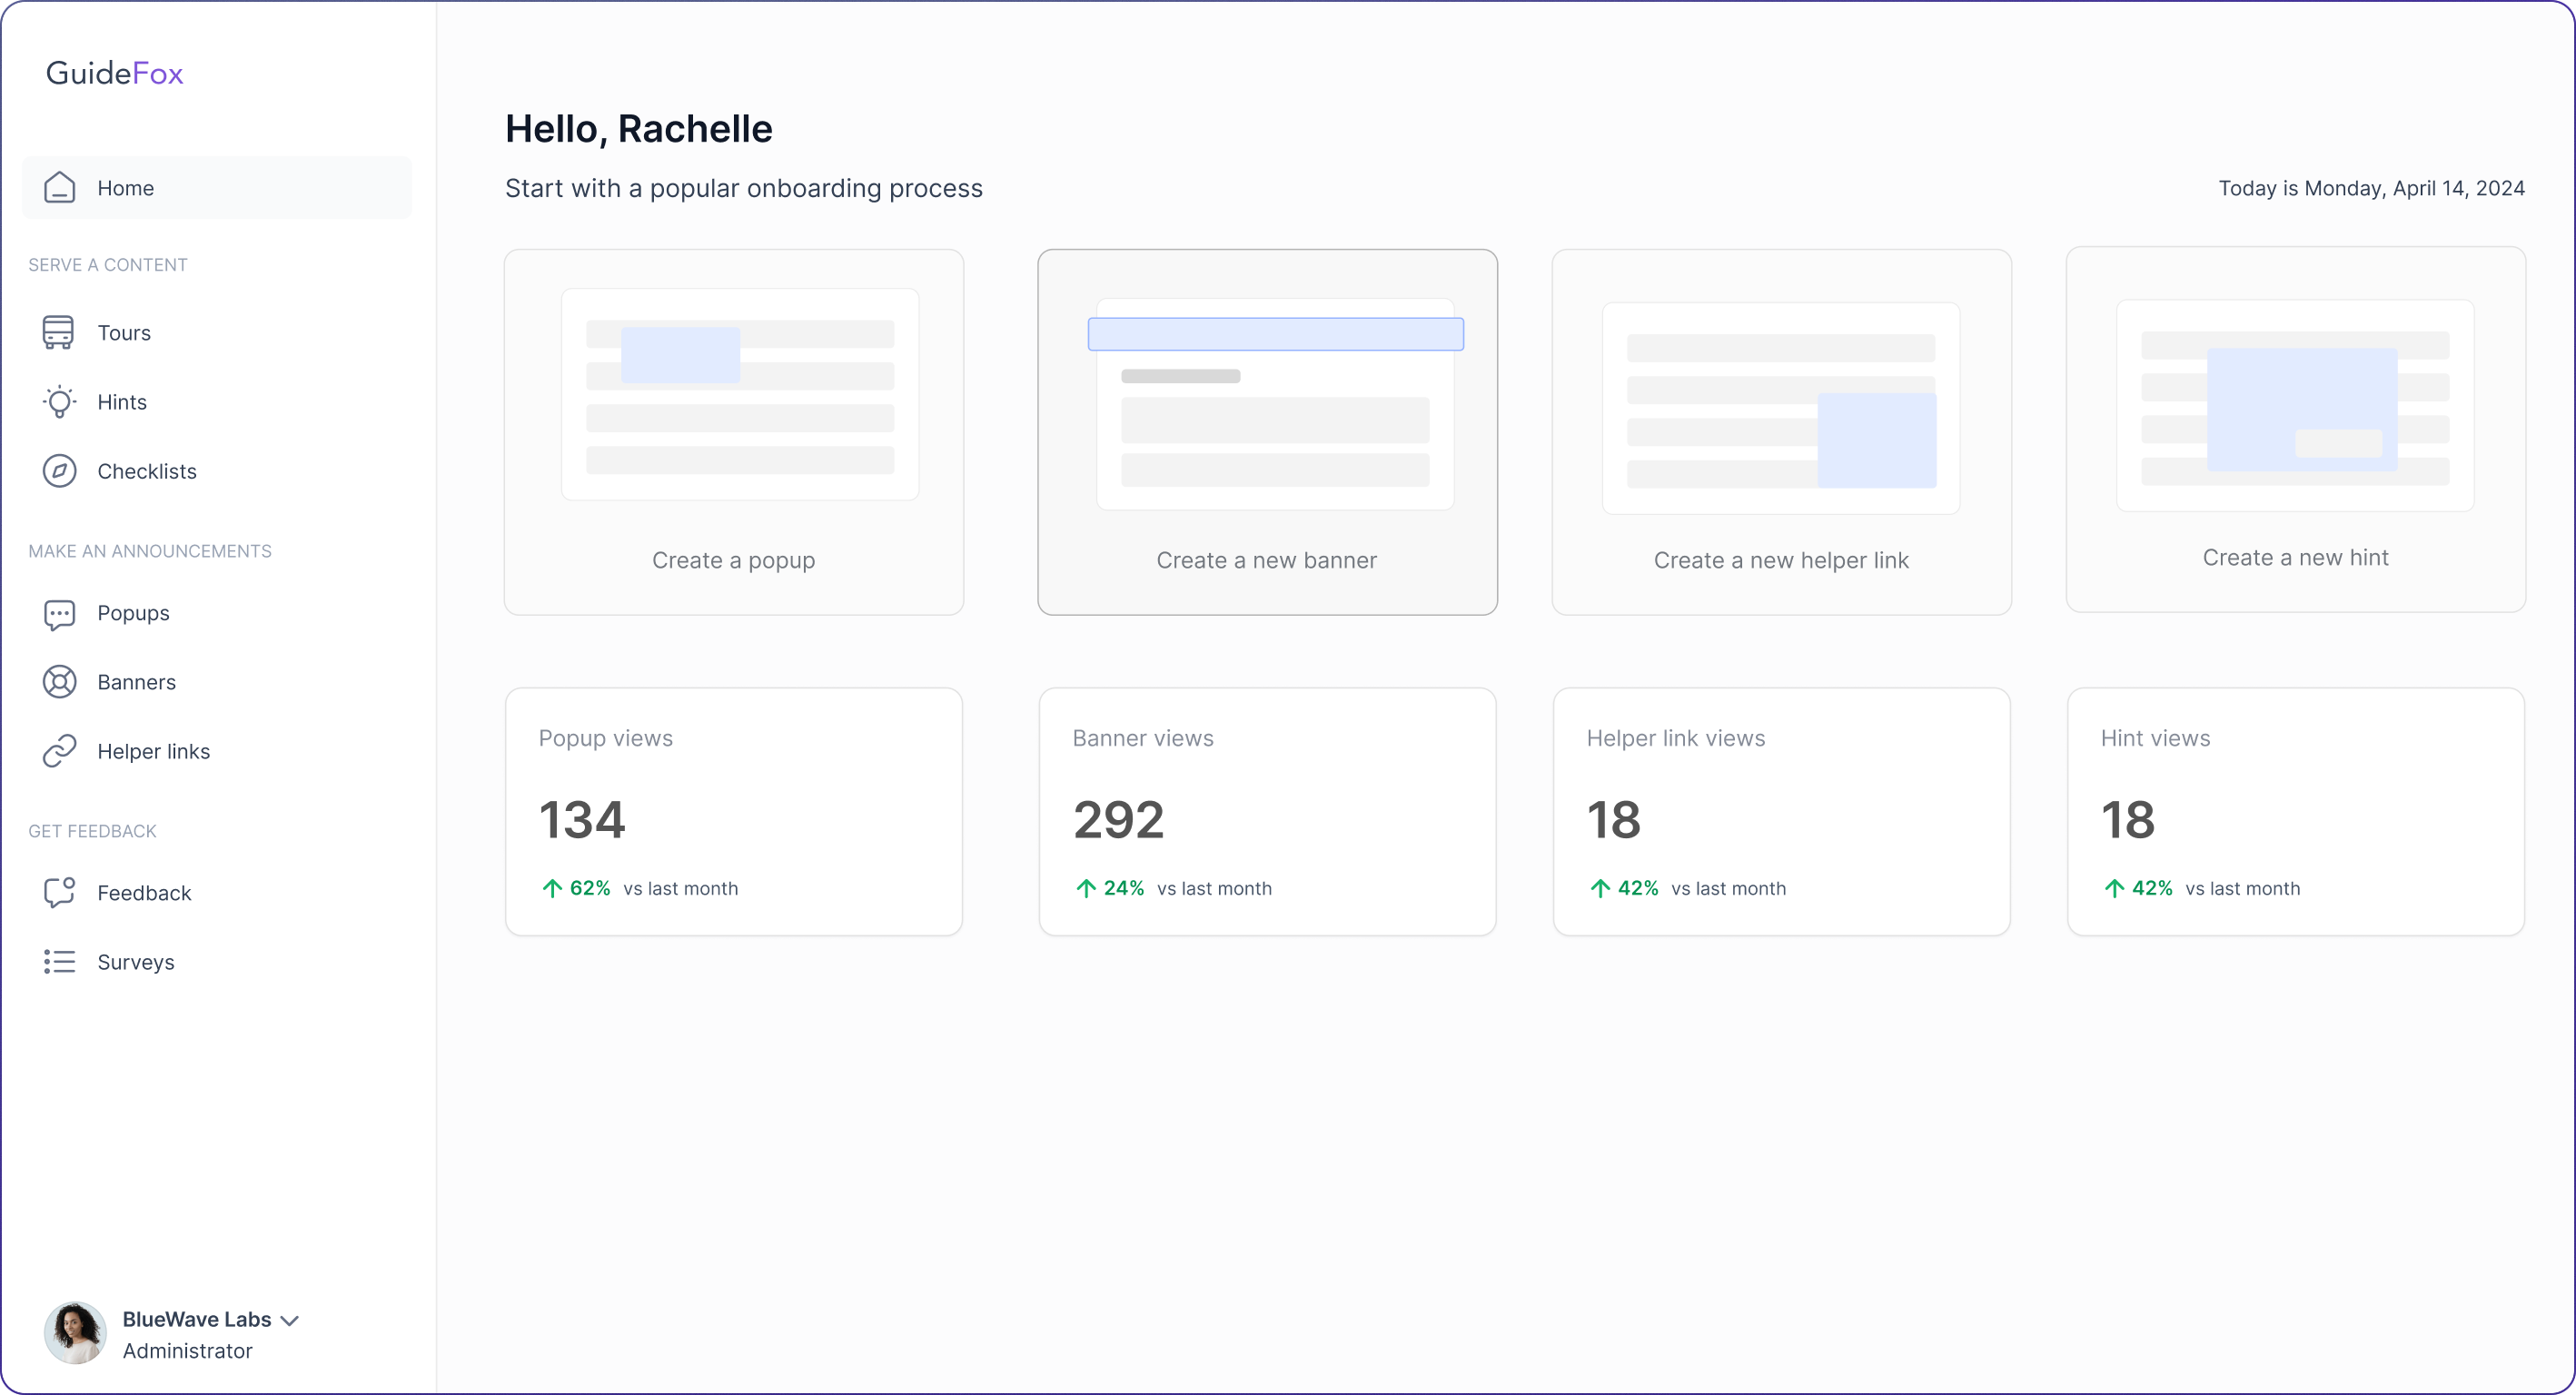 GuideFox
Home
SERVE A CONTENT
Tours
Hints
Checklists
MAKE AN ANNOUNCEMENTS
Popups
Banners
Helper links
GET FEEDBACK
Feedback
Surveys
BlueWave Labs
Administrator
Hello, Rachelle
Start with a popular onboarding process
Today is Monday, April 14, 2024
Create a popup
Create a new banner
Create a new helper link
Create a new hint
Popup views
134
62% vs last month
Banner views
292
24% vs last month
Helper link views
18
42% vs last month
Hint views
18
42% vs last month